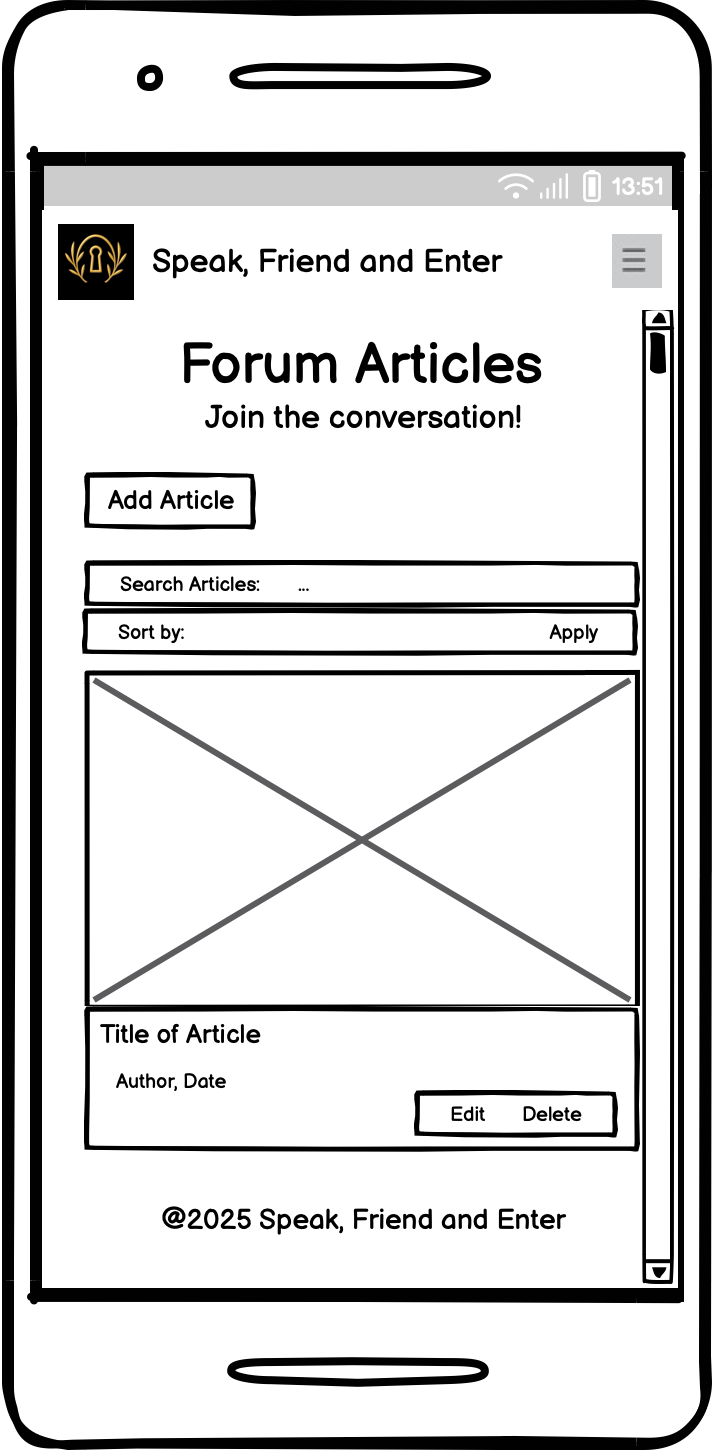 13:51
Speak, Friend and Enter
Forum Articles
Join the conversation!
Add Article
Search Articles: ...
Sort by: Apply
Title of Article
Author, Date
Edit Delete
@2025 Speak, Friend and Enter